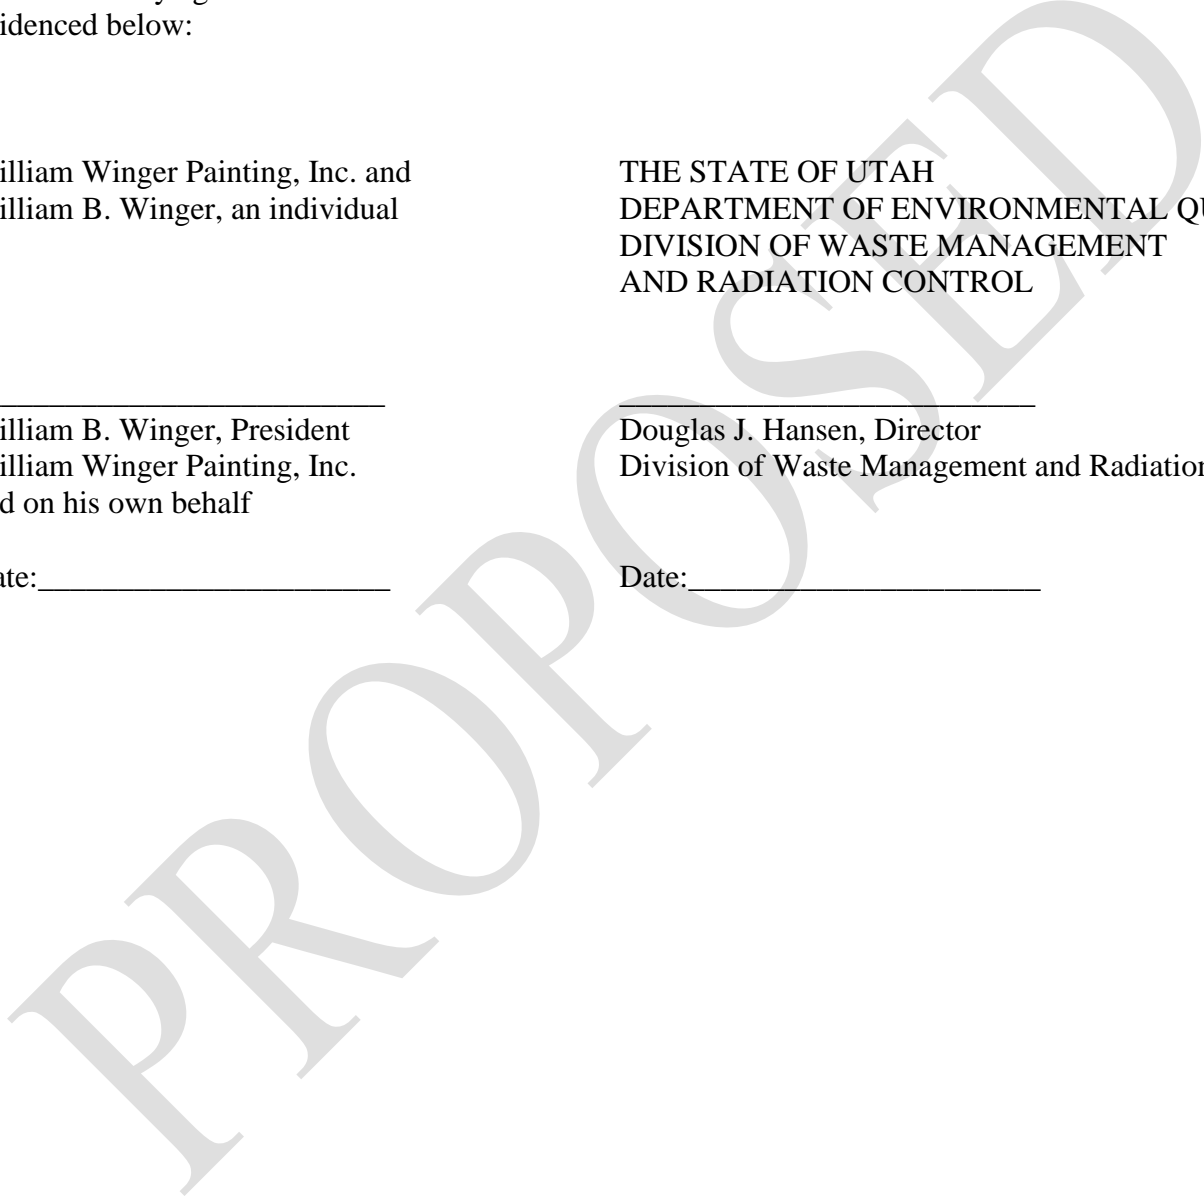 idenced below:
illiam Winger Painting, Inc. and
illiam B. Winger, an individual
THE STATE OF UTAH
DEPARTMENT OF ENVIRONMENTAL QU
DIVISION OF WASTE MANAGEMENT
AND RADIATION CONTROL
illiam B. Winger, President
illiam Winger Painting, Inc.
d on his own behalf
ate:______________________
Douglas J. Hansen, Director
Division of Waste Management and Radiation
Date:______________________
PROPOSED